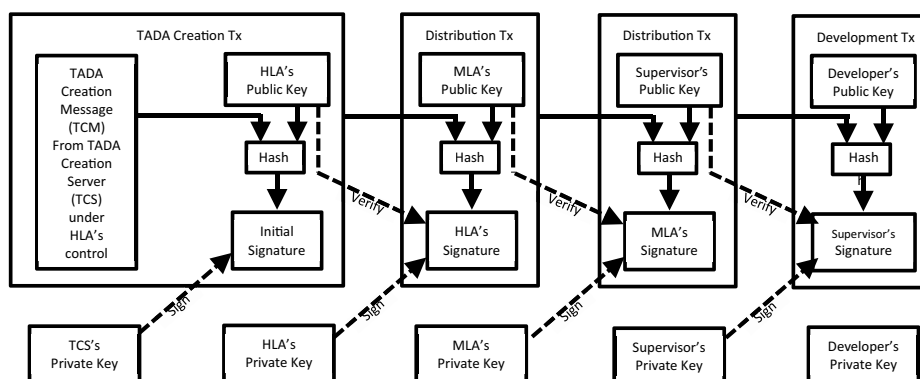 TADA Creation Tx
TADA
Creation
Message
(TCM)
From TADA
Creation
Server
(TCS)
under
HLA's
control
HLA's
Public Key
Hash
Initial
Signature
Distribution Tx
MLA's
Public Key
Hash
Verify
HLA's
Signature
Distribution Tx
Supervisor's
Public Key
Hash
Verify
MLA's
Signature
Development Tx
Developer's
Public Key
Hash
Verify
Supervisor's
Signature
Sign
Sign
Sign
Sign
TCS's
Private Key
HLA's
Private Key
MLA's
Private Key
Supervisor's
Private Key
Developer's
Private Key